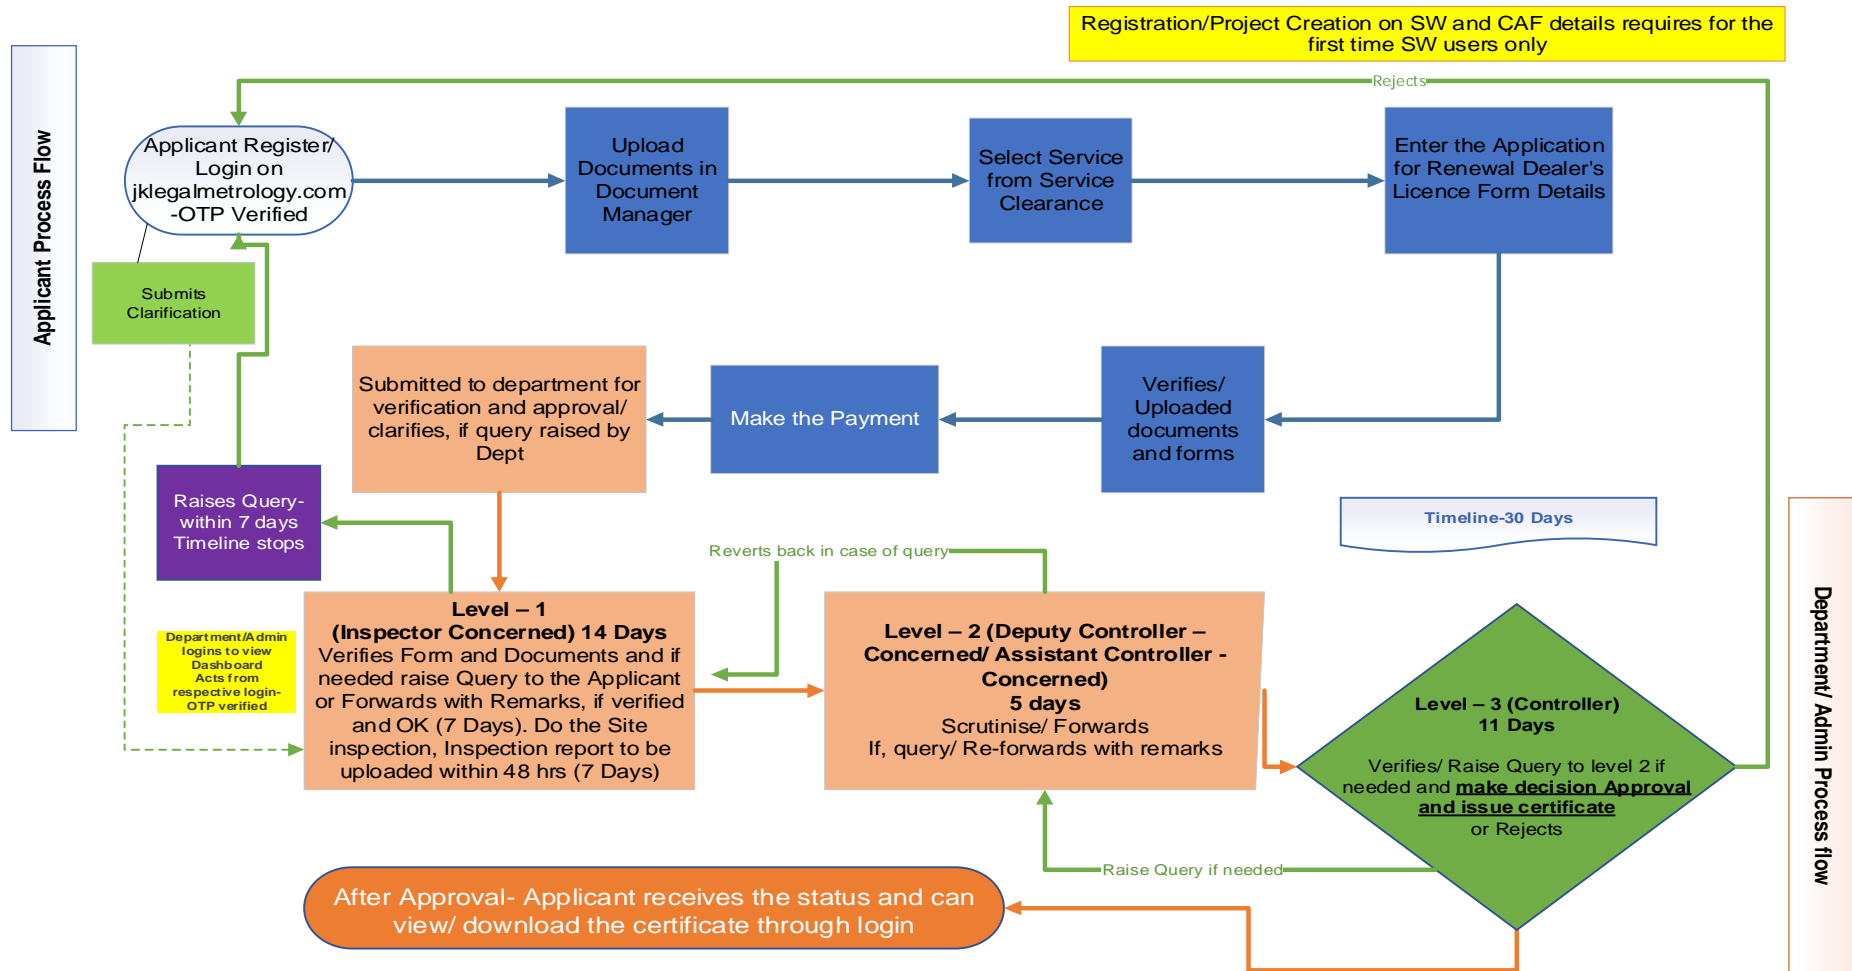 Registration/Project Creation on SW and CAF details requires for the
first time SW users only
Applicant Process Flow
Rejects
Applicant Register/
Login on
jklegalmetrology.com
-OTP Verified
Upload
Documents in
Document
Manager
Select Service
from Service
Clearance
Enter the Application
for Renewal Dealer's
Licence Form Details
Submits
Clarification
Submitted to department for
verification and approval/
clarifies, if query raised by
Dept
Make the Payment
Verifies/
Uploaded
documents
and forms
Raises Query-
within 7 days
Timeline stops
Timeline-30 Days
Reverts back in case of query
Department/Admin
logins to view
Dashboard
Acts from
respective login-
OTP verified
Level – 1
(Inspector Concerned) 14 Days
Verifies Form and Documents and if
needed raise Query to the Applicant
or Forwards with Remarks, if verified
and OK (7 Days). Do the Site
inspection, Inspection report to be
uploaded within 48 hrs (7 Days)
Level – 2 (Deputy Controller –
Concerned/ Assistant Controller -
Concerned)
5 days
Scrutinise/ Forwards
If, query/ Re-forwards with remarks
Level – 3 (Controller)
11 Days
Verifies/ Raise Query to level 2 if
needed and make decision Approval
and issue certificate
or Rejects
Department/ Admin Process flow
Raise Query if needed
After Approval- Applicant receives the status and can
view/ download the certificate through login